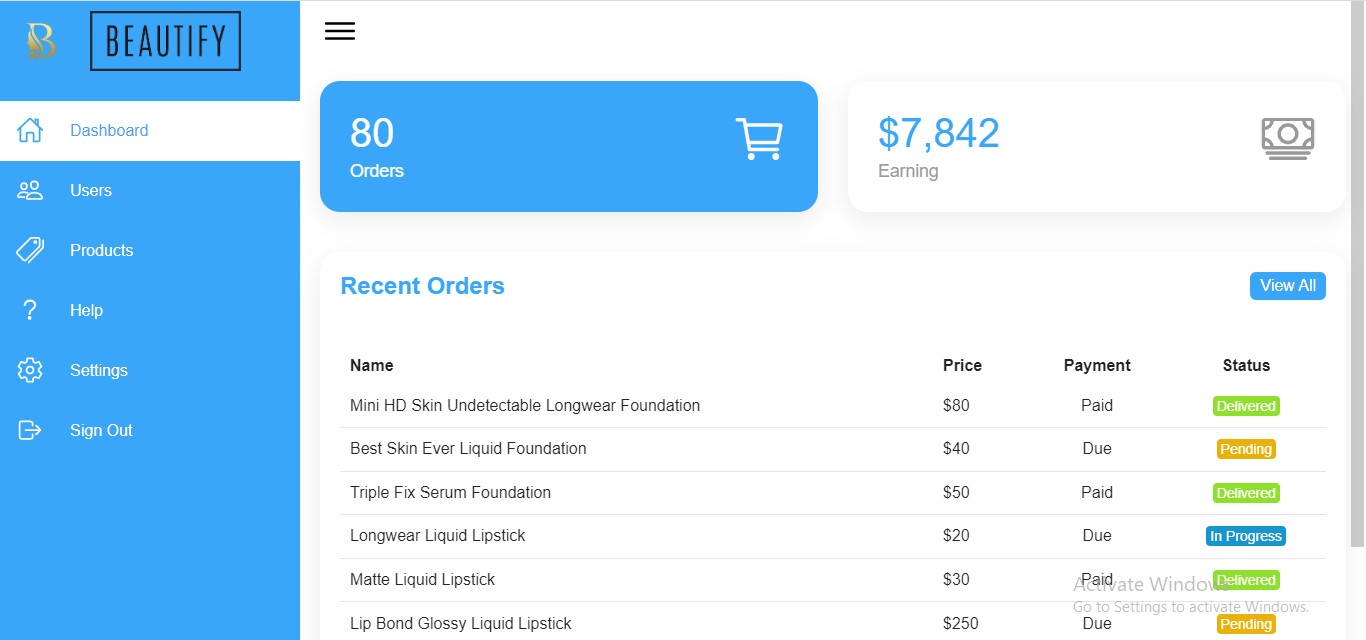 B BEAUTIFY
Dashboard
Users
Products
Help
Settings
Sign Out
80
Orders
$7,842
Earning
Recent Orders
View All
Name Price Payment Status
Mini HD Skin Undetectable Longwear Foundation $80 Paid Delivered
Best Skin Ever Liquid Foundation $40 Due Pending
Triple Fix Serum Foundation $50 Paid Delivered
Longwear Liquid Lipstick $20 Due In Progress
Matte Liquid Lipstick $30 Paid Delivered
Activate Windows
Go to Settings to activate Windows.
Lip Bond Glossy Liquid Lipstick $250 Due Pending